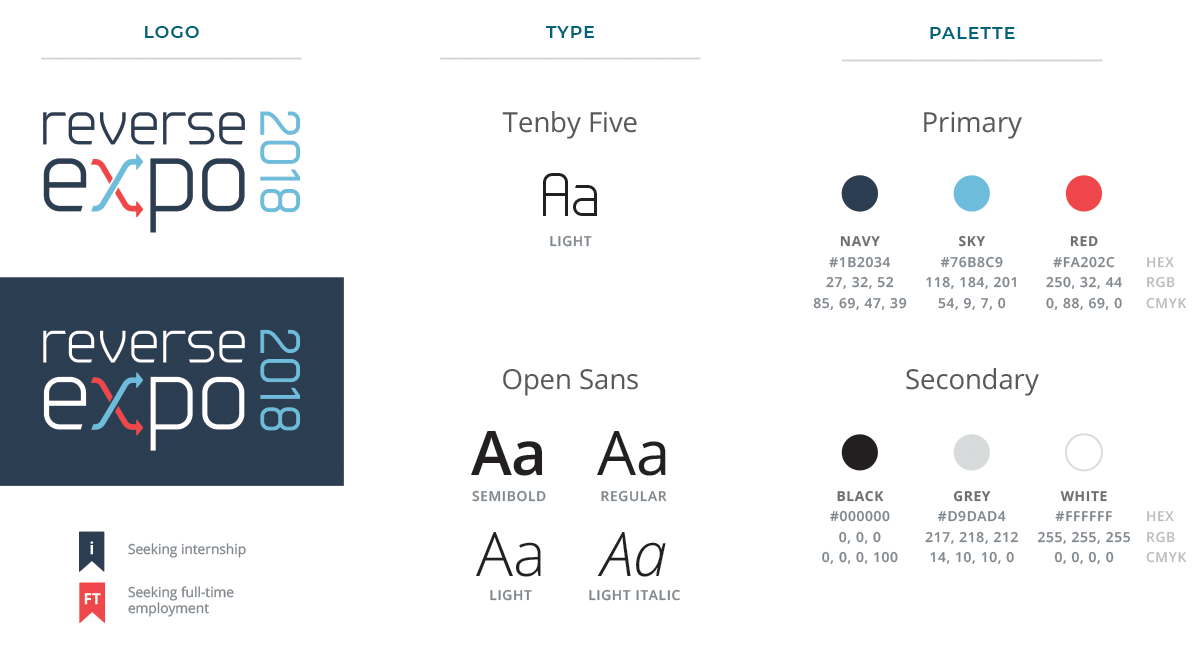 LOGO
reverse
expo
2018
reverse
expo
2018
i
Seeking internship
FT
Seeking full-time
employment
TYPE
Tenby Five
Aa
LIGHT
Open Sans
Aa
Aa
SEMIBOLD
REGULAR
Aa
Aa
LIGHT
LIGHT ITALIC
PALETTE
Primary
NAVY SKY RED
#1B2034 #76B8C9 #FA202C HEX
27, 32, 52 118, 184, 201 250, 32, 44 RGB
85, 69, 47, 39 54, 9, 7, 0 0, 88, 69, 0 CMYK
Secondary
BLACK GREY WHITE
#000000 #D9DAD4 #FFFFFF HEX
0, 0, 0 217, 218, 212 255, 255, 255 RGB
0, 0, 0, 100 14, 10, 10, 0 0, 0, 0, 0 CMYK